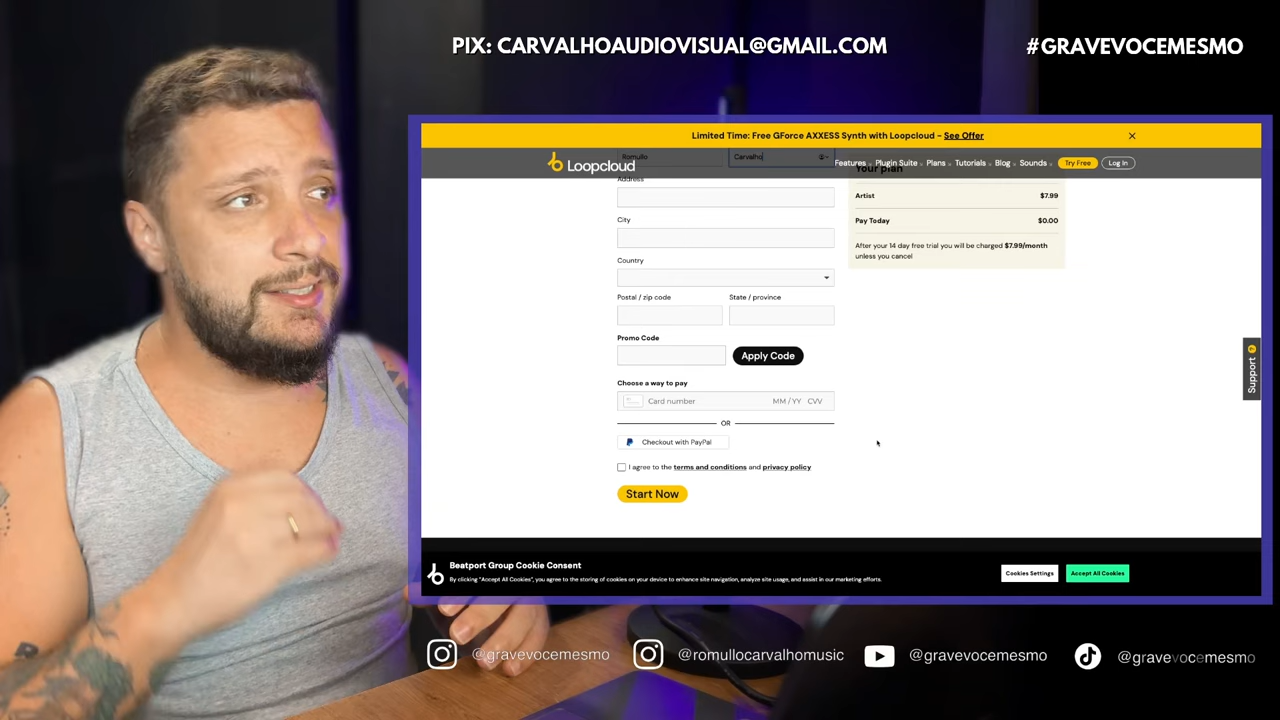 PIX: CARVALHOAUDIOVISUAL@GMAIL.COM
#GRAVEVOCEMESMO
Limited Time: Free GForce AXXESS Synth with Loopcloud - See Offer
Romullo
Carvalho
Loopcloud
Features
Plugin Suite
Plans
Tutorials
Blog
Sounds
Try Free
Log In
Address
City
Country
Postal / zip code
State / province
Promo Code
Apply Code
Choose a way to pay
Card number MM / YY CVV
OR
Checkout with PayPal
I agree to the terms and conditions and privacy policy
Start Now
Your plan
Artist $7.99
Pay Today $0.00
After your 14 day free trial you will be charged $7.99/month
unless you cancel
Support
Beatport Group Cookie Consent
By clicking "Accept All Cookies", you agree to the storing of cookies on your device to enhance site navigation, analyze site usage, and assist in our marketing efforts.
Cookies Settings
Accept All Cookies
@gravevocemesmo
@romullocarvalhomusic
@gravevocemesmo
@gravevocemesmo